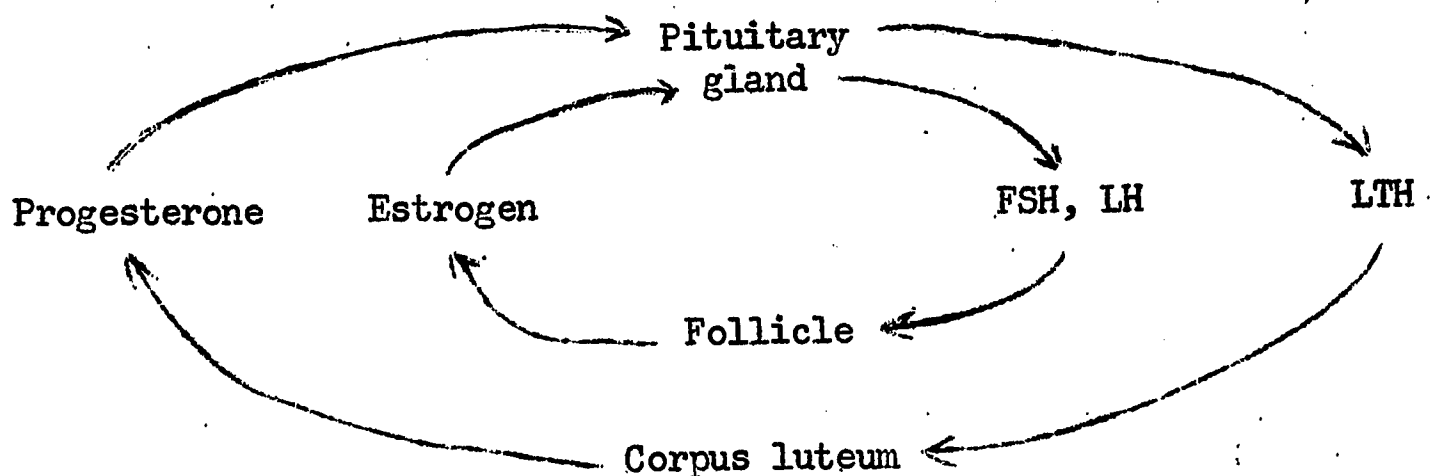 Pituitary
gland
Progesterone Estrogen FSH, LH LTH
Follicle
Corpus luteum